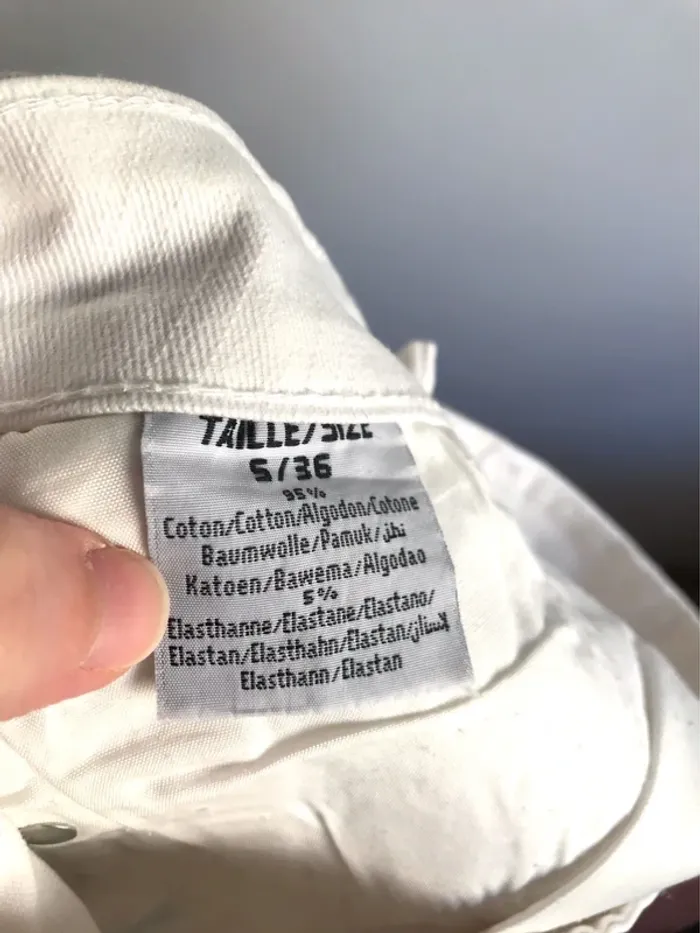 TAILLE/SIZE
S/36
95%
Coton/Cotton/Algodon/Cotone
Baumwolle/Pamuk/قطن
Katoen/Bawema/Algodao
5%
Elasthanne/Elastane/Elastano/
Elastan/Elasthahn/Elastan/لاستان
Elasthann/Elastan